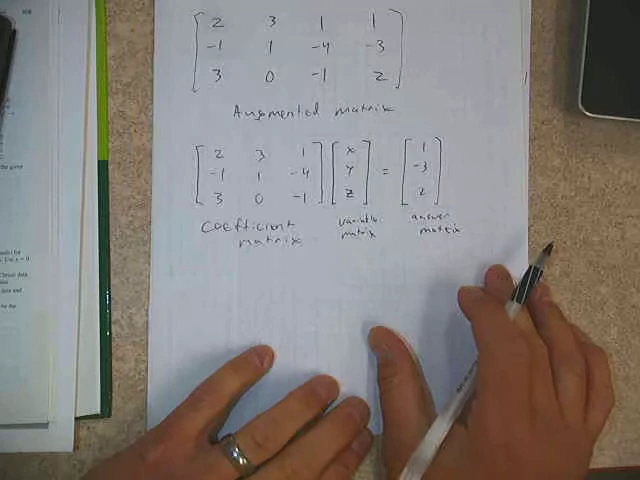 2 3 1 1
-1 1 -4 -3
3 0 -1 2
Augmented matrix
2 3 1 x 1
-1 1 -4 Y = -3
3 0 -1 z 2
coefficient variable answer
matrix matrix matrix